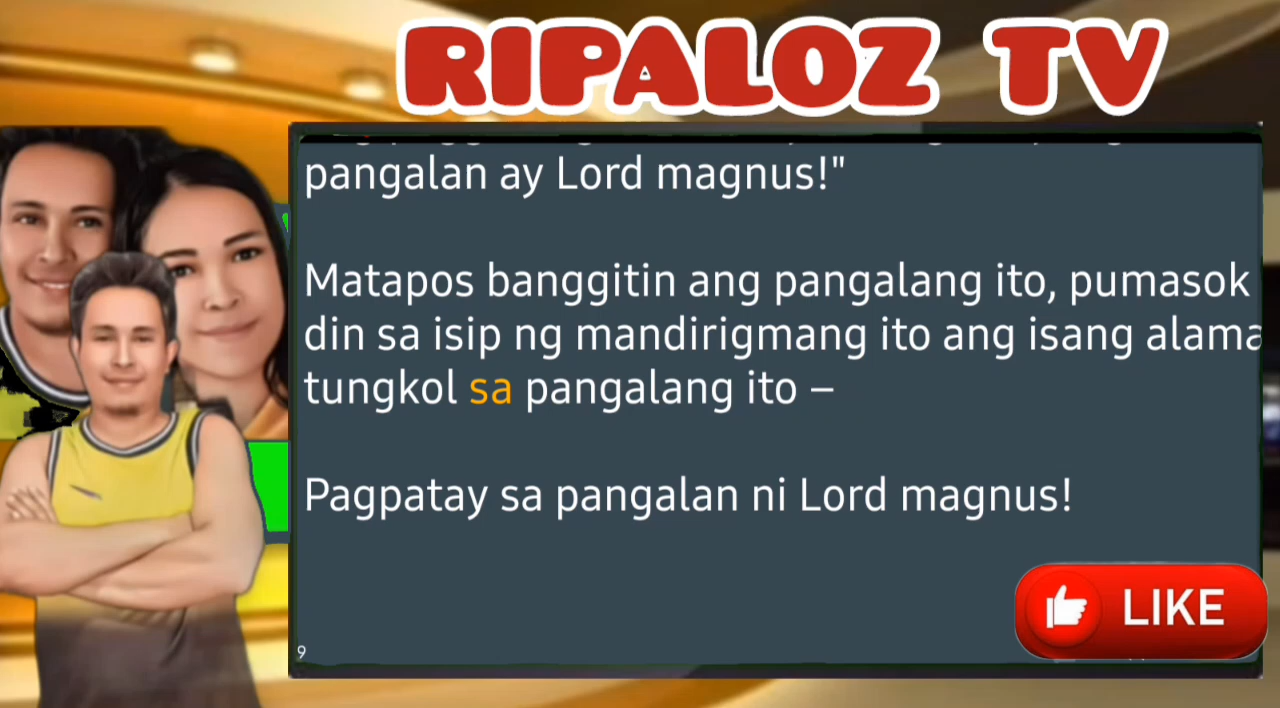 RIPALOZ TV
pangalan ay Lord magnus!"
Matapos banggitin ang pangalang ito, pumasok
din sa isip ng mandirigmang ito ang isang alama
tungkol sa pangalang ito –
Pagpatay sa pangalan ni Lord magnus!
LIKE
9